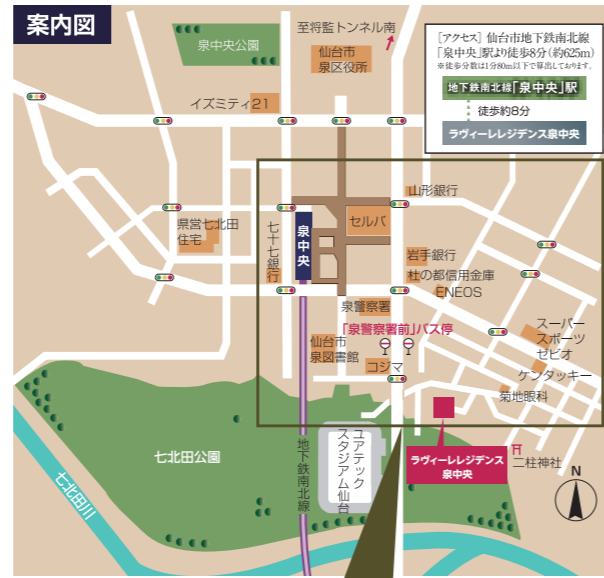 案内図
泉中央公園
至将監トンネル南
仙台市
泉区役所
[アクセス] 仙台市地下鉄南北線
「泉中央」駅より徒歩8分(約625m)
※徒歩分数は1分80m以下で算出しております。
地下鉄南北線「泉中央」駅
徒歩約8分
ラヴィーレレジデンス泉中央
イズミティ21
山形銀行
県営七北田
住宅
七十七銀行
泉中央
セルバ
岩手銀行
杜の都信用金庫
ENEOS
泉警察署
「泉警察署前」バス停
仙台市
泉図書館
コジマ
スーパー
スポーツ
ゼビオ
ケンタッキー
菊地眼科
七北田公園
地下鉄南北線
ユアテック
スタジアム仙台
ラヴィーレレジデンス
泉中央
二柱神社
七北田川
N